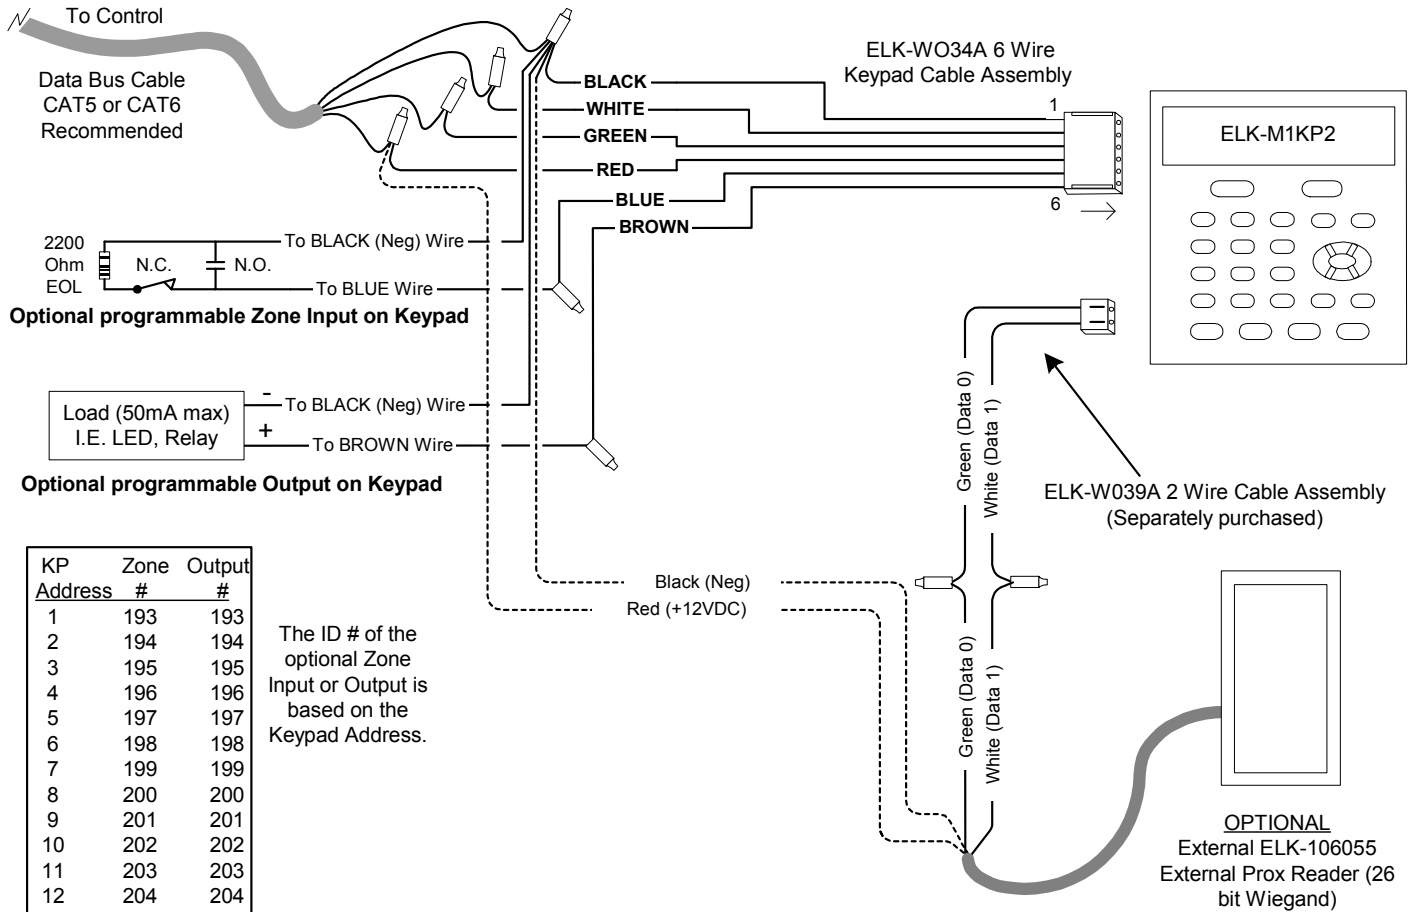 To Control
Data Bus Cable
CAT5 or CAT6
Recommended
ELK-WO34A 6 Wire
Keypad Cable Assembly
BLACK
WHITE
GREEN
RED
BLUE
BROWN
1
6
ELK-M1KP2
2200
Ohm
EOL
N.C.
N.O.
To BLACK (Neg) Wire
To BLUE Wire
Optional programmable Zone Input on Keypad
Load (50mA max)
I.E. LED, Relay
-
+
To BLACK (Neg) Wire
To BROWN Wire
Optional programmable Output on Keypad
Green (Data 0)
White (Data 1)
ELK-W039A 2 Wire Cable Assembly
(Separately purchased)
Black (Neg)
Red (+12VDC)
Green (Data 0)
White (Data 1)
KP Zone Output
Address # #
1 193 193
2 194 194
3 195 195
4 196 196
5 197 197
6 198 198
7 199 199
8 200 200
9 201 201
10 202 202
11 203 203
12 204 204
The ID # of the
optional Zone
Input or Output is
based on the
Keypad Address.
OPTIONAL
External ELK-106055
External Prox Reader (26
bit Wiegand)